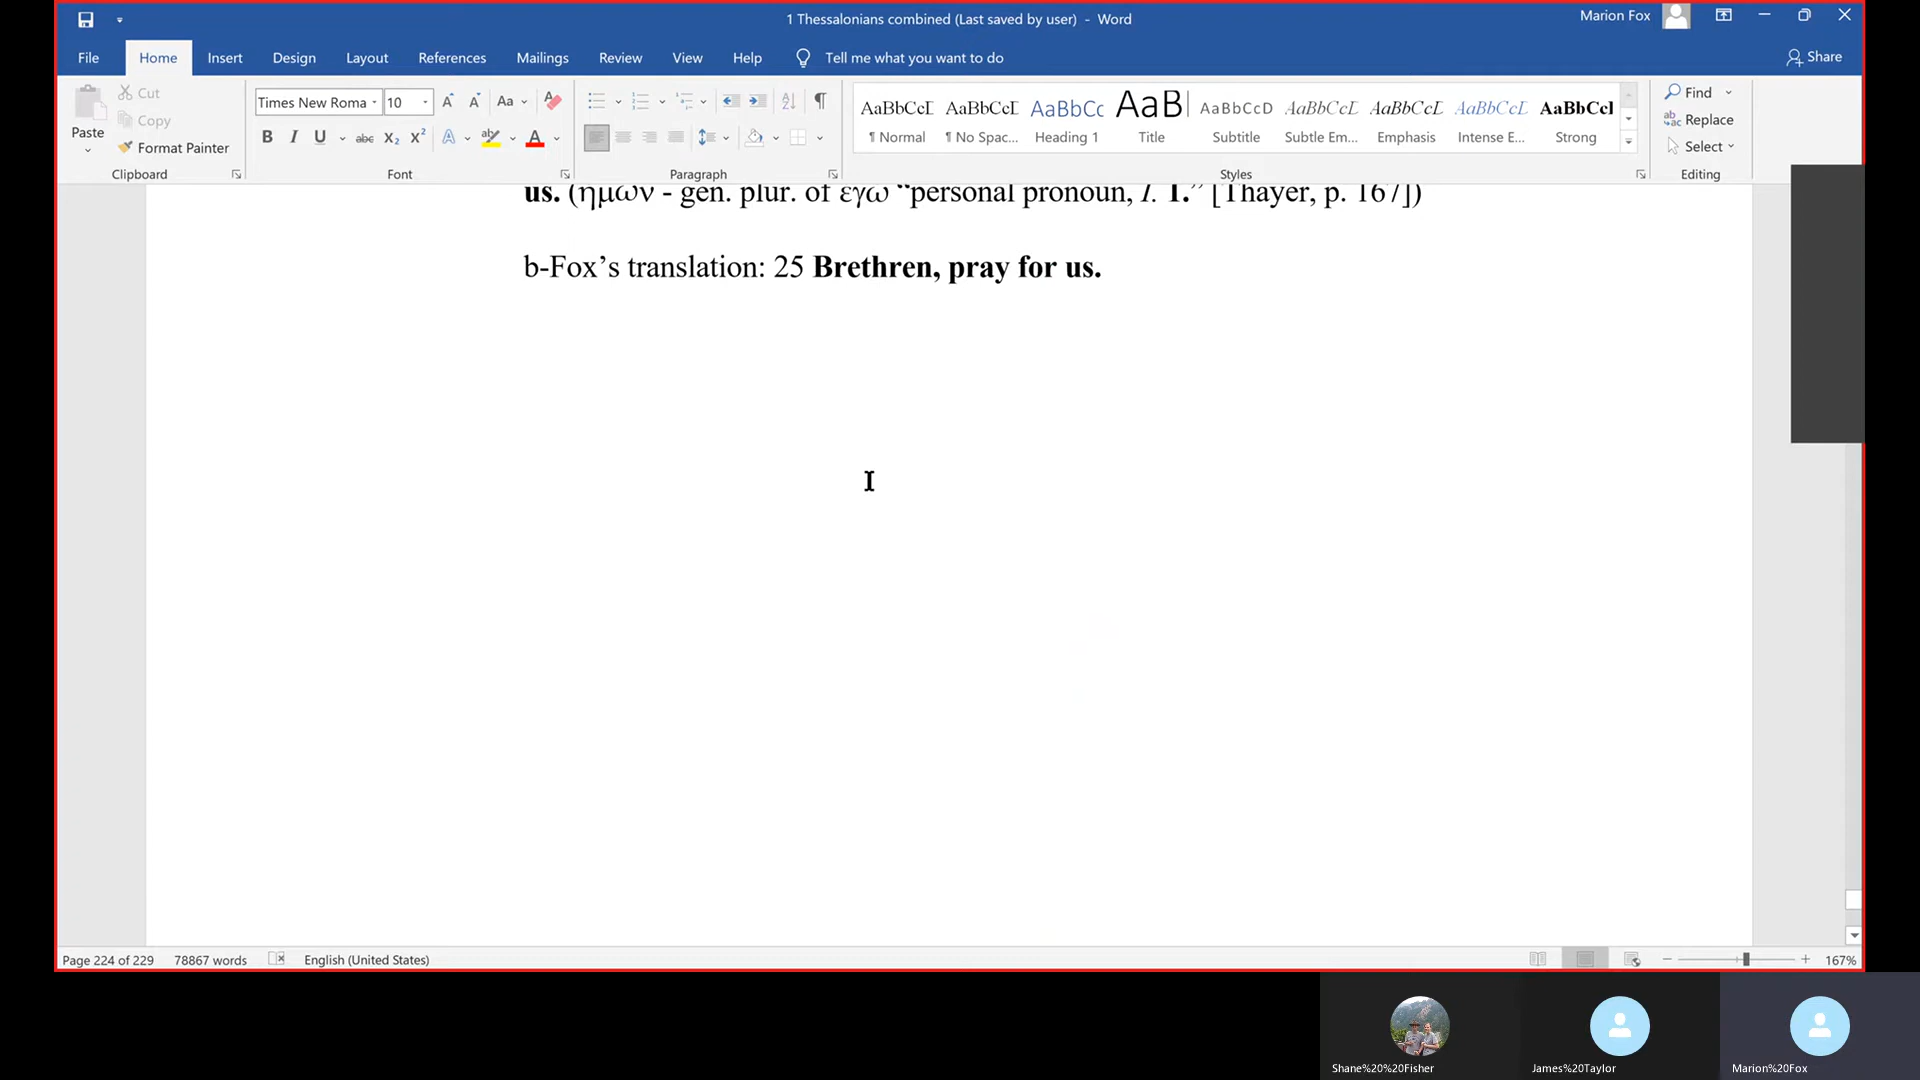 1 Thessalonians combined (Last saved by user) - Word
Marion Fox
File Home Insert Design Layout References Mailings Review View Help Tell me what you want to do Share
Paste
Cut
Copy
Format Painter
Clipboard
Times New Roma 10
Aa
B I U abc X₂ X²
A A
Font
Paragraph
AaBbCcI AaBbCcI AaBbCc AaB AaBbCcD AaBbCcL AaBbCcL AaBbCcL AaBbCcl
¶ Normal ¶ No Spac... Heading 1 Title Subtitle Subtle Em... Emphasis Intense E... Strong
Styles
Find
Replace
Select
Editing
us. (ημων - gen. plur. of εγω “personal pronoun, I. 1.” [Thayer, p. 167])
b-Fox’s translation: 25 Brethren, pray for us.
Page 224 of 229 78867 words English (United States) 167%
Shane%20%20Fisher James%20Taylor Marion%20Fox